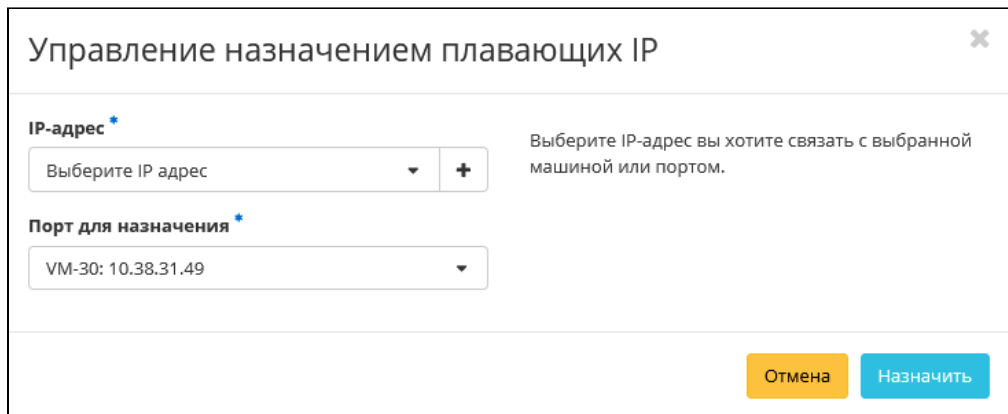 Управление назначением плавающих IP
IP-адрес *
Выберите IP адрес
Порт для назначения *
VM-30: 10.38.31.49
Выберите IP-адрес вы хотите связать с выбранной
машиной или портом.
Отмена
Назначить